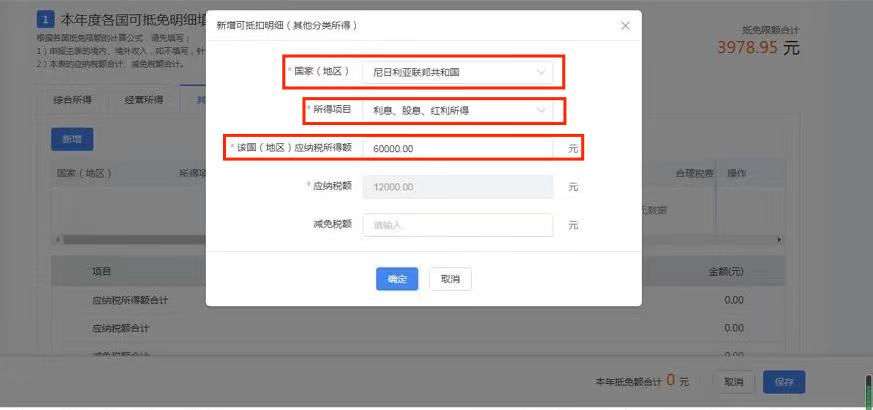 1 本年度各国可抵免明细填
根据各国抵免限额的计算公式，请先填写：
1）申报主表的境内、境外收入，如不填写，针
2）本表的应纳税额合计、减免税额合计。
抵免限额合计
3978.95 元
综合所得 经营所得 其
新增
国家（地区） 所得项 合理税费 操作
无数据
项目 金额(元)
应纳税所得额合计 0.00
应纳税额合计 0.00
减免税额合计 0.00
新增可抵扣明细（其他分类所得）
* 国家（地区） 尼日利亚联邦共和国
* 所得项目 利息、股息、红利所得
* 该国（地区）应纳税所得额 60000.00 元
* 应纳税额 12000.00 元
减免税额 请输入 元
确定 取消
本年抵免额合计 0 元 取消 保存